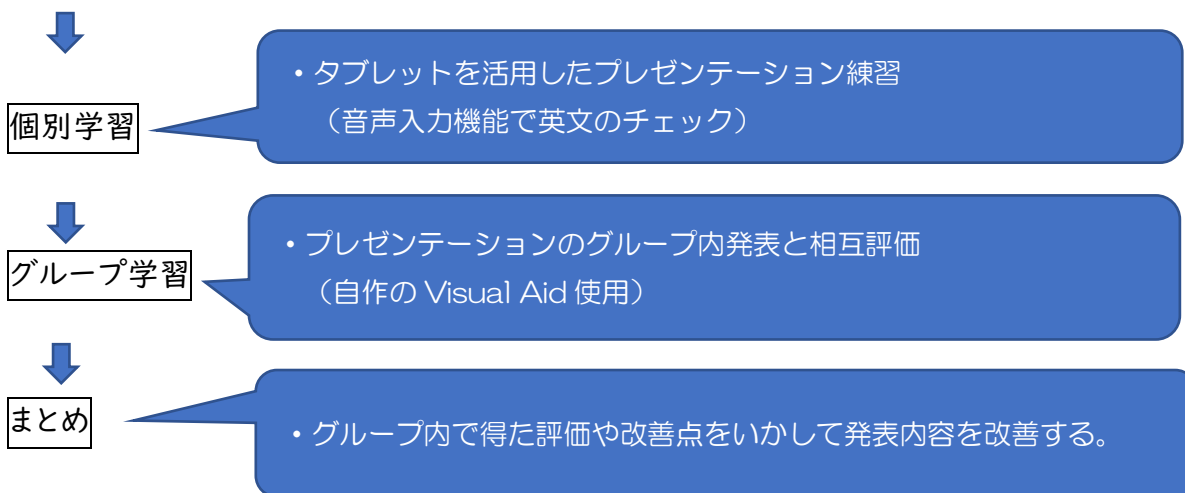 個別学習
・タブレットを活用したプレゼンテーション練習
（音声入力機能で英文のチェック）
グループ学習
・プレゼンテーションのグループ内発表と相互評価
（自作の Visual Aid 使用）
まとめ
・グループ内で得た評価や改善点をいかして発表内容を改善する。